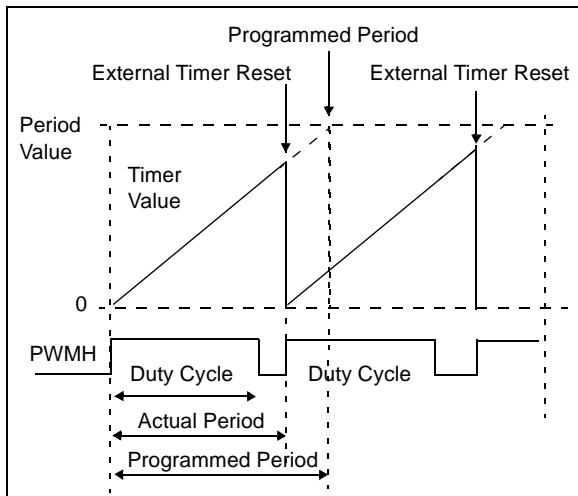 Programmed Period
External Timer Reset External Timer Reset
Period
Value
Timer
Value
0
PWMH
Duty Cycle Duty Cycle
Actual Period
Programmed Period